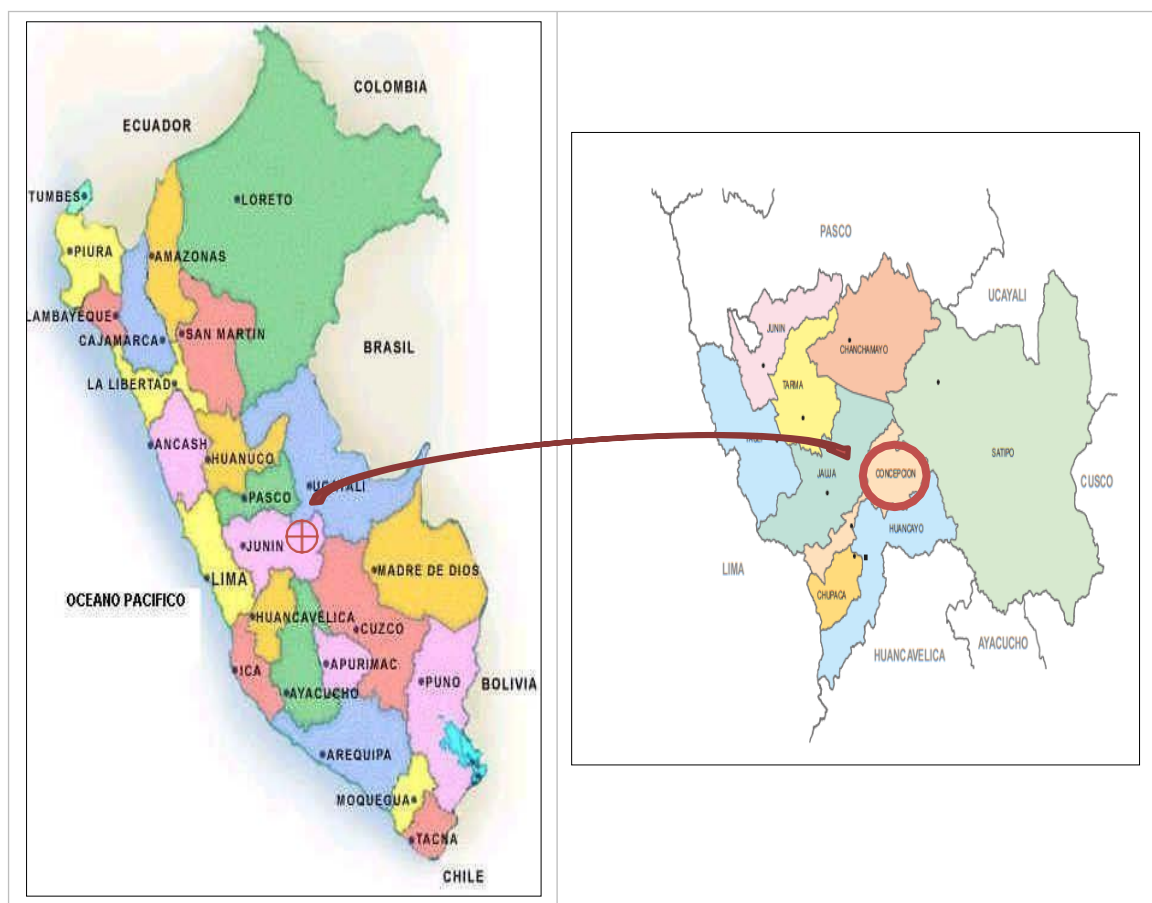 COLOMBIA
ECUADOR
TUMBES
LORETO
PIURA
AMAZONAS
LAMBAYEQUE
SAN MARTIN
CAJAMARCA
BRASIL
LA LIBERTAD
ANCASH
HUANUCO
UCAYALI
PASCO
JUNIN
MADRE DE DIOS
LIMA
OCEANO PACIFICO
HUANCAVELICA
CUZCO
APURIMAC
ICA
PUNO
BOLIVIA
AYACUCHO
AREQUIPA
MOQUEGUA
TACNA
CHILE
PASCO
UCAYALI
JUNIN
CHANCHAMAYO
TARMA
SATIPO
JAUJA
CONCEPCION
CUSCO
HUANCAYO
LIMA
CHUPACA
HUANCAVELICA
AYACUCHO